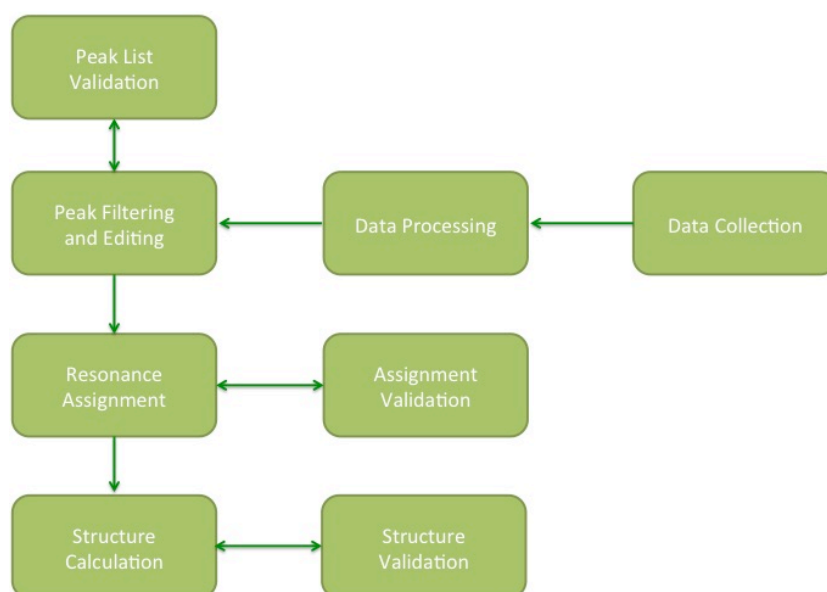 Peak List
Validation
Peak Filtering
and Editing
Data Processing
Data Collection
Resonance
Assignment
Assignment
Validation
Structure
Calculation
Structure
Validation